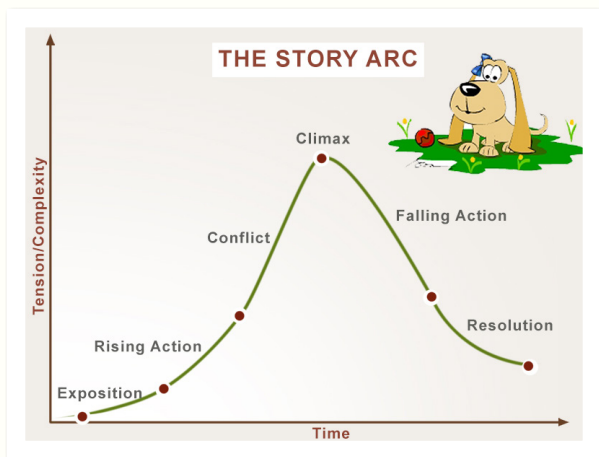 THE STORY ARC
Climax
Tension/Complexity
Falling Action
Conflict
Resolution
Rising Action
Exposition
Time